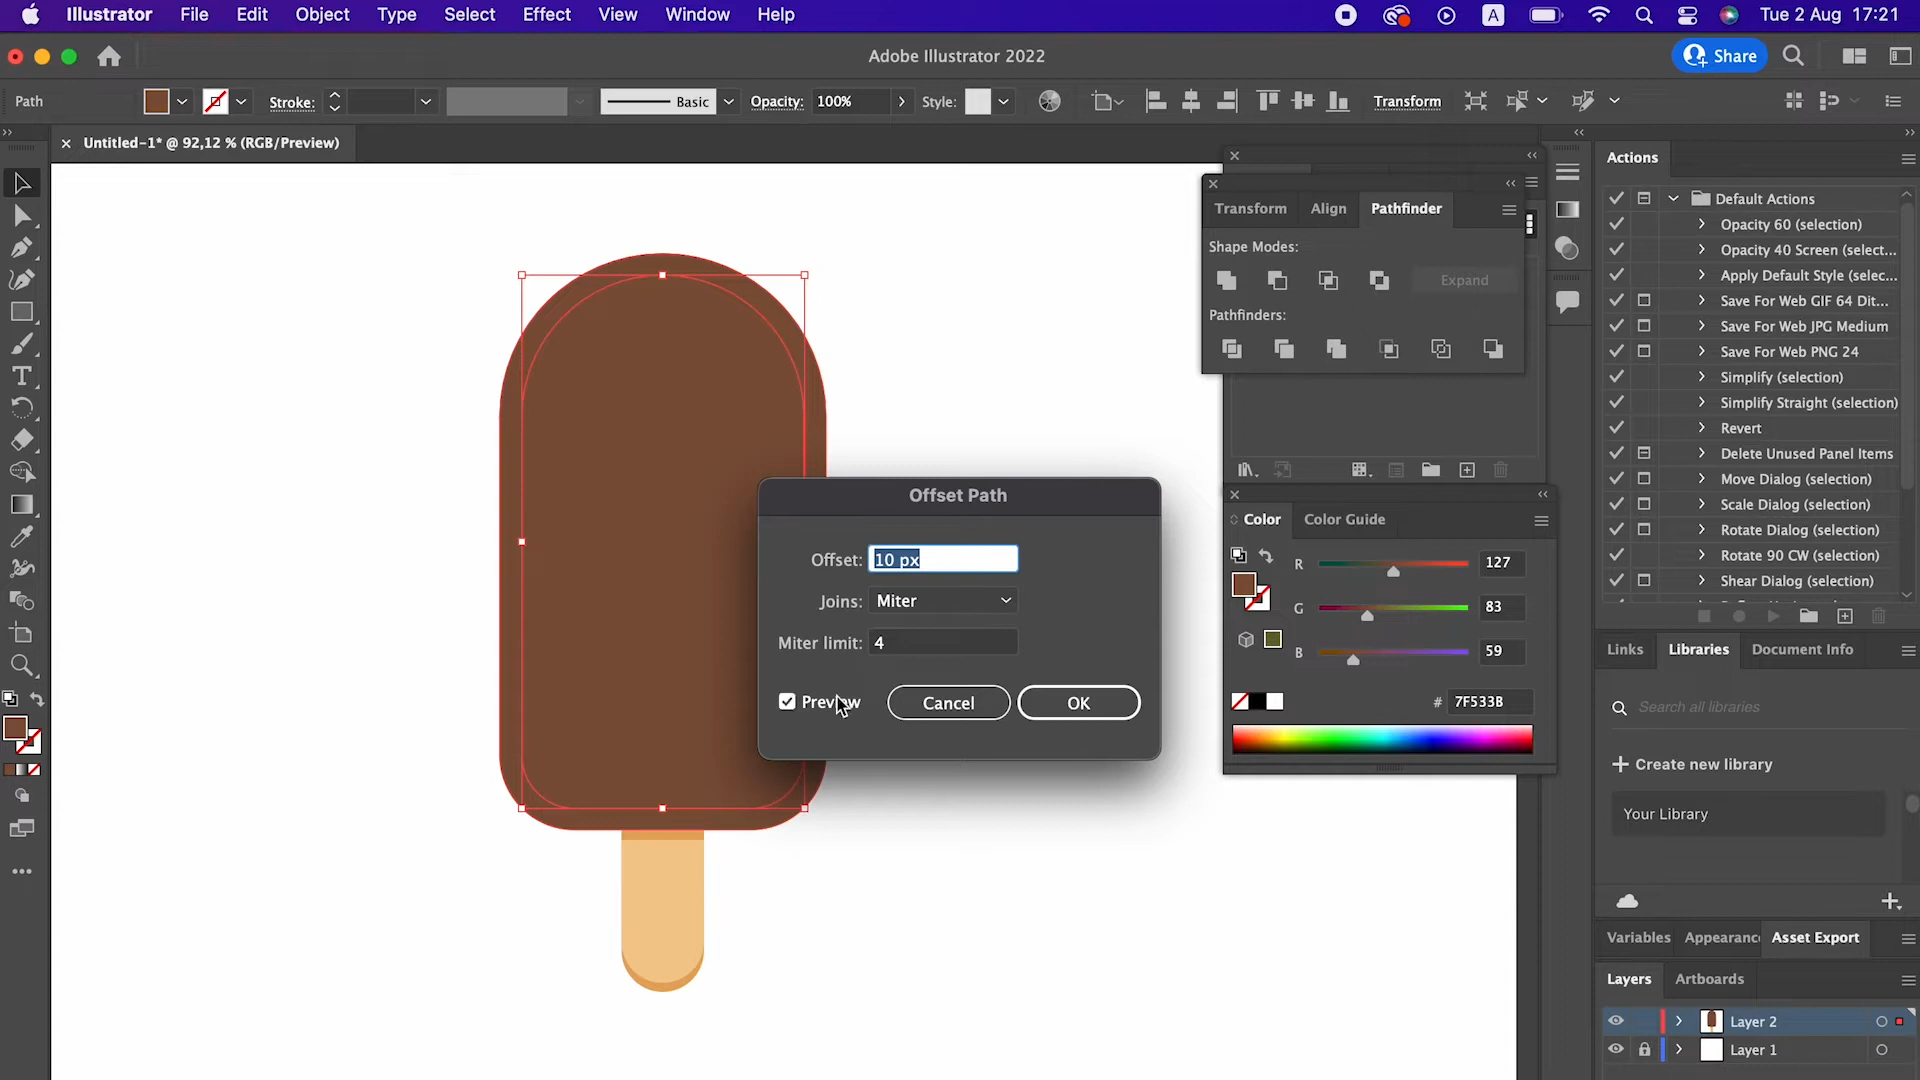 Illustrator File Edit Object Type Select Effect View Window Help A Tue 2 Aug 17:21
Adobe Illustrator 2022
Share
Path Stroke: Basic Opacity: 100% Style: Transform
Untitled-1* @ 92,12 % (RGB/Preview)
Transform Align Pathfinder
Shape Modes:
Expand
Pathfinders:
Offset Path
Offset: 10 px
Joins: Miter
Miter limit: 4
Preview Cancel OK
Color Color Guide
R 127
G 83
B 59
# 7F533B
Actions
Default Actions
Opacity 60 (selection)
Opacity 40 Screen (select...
Apply Default Style (selec...
Save For Web GIF 64 Dit...
Save For Web JPG Medium
Save For Web PNG 24
Simplify (selection)
Simplify Straight (selection)
Revert
Delete Unused Panel Items
Move Dialog (selection)
Scale Dialog (selection)
Rotate Dialog (selection)
Rotate 90 CW (selection)
Shear Dialog (selection)
Links Libraries Document Info
Search all libraries
Create new library
Your Library
Variables Appearanc Asset Export
Layers Artboards
Layer 2
Layer 1